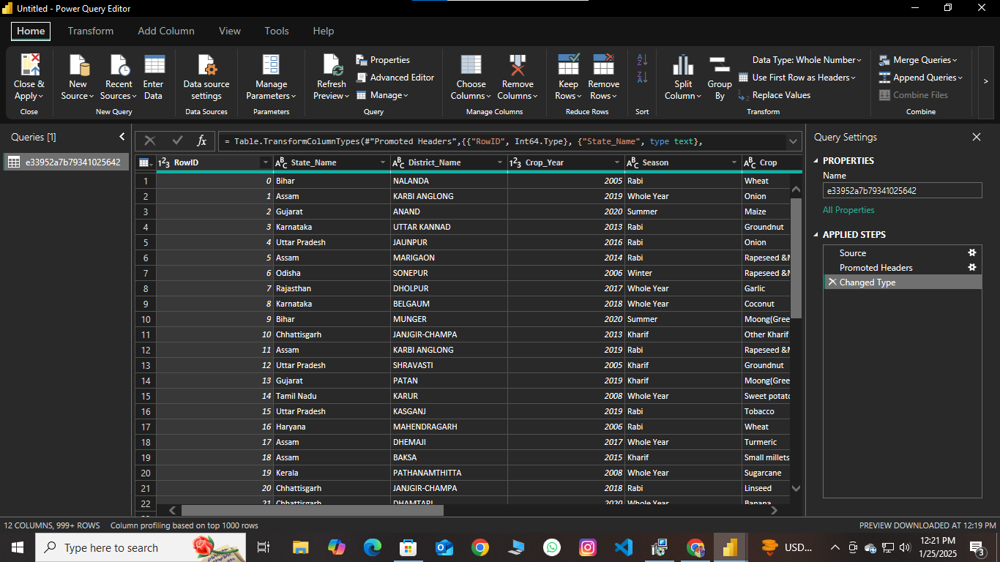 Untitled - Power Query Editor
Home Transform Add Column View Tools Help
Close & Apply
Close
New Source
Recent Sources
Enter Data
New Query
Data source settings
Data Sources
Manage Parameters
Parameters
Refresh Preview
Properties
Advanced Editor
Manage
Query
Choose Columns
Remove Columns
Manage Columns
Keep Rows
Remove Rows
Reduce Rows
Sort
Split Column
Group By
Data Type: Whole Number
Use First Row as Headers
Replace Values
Transform
Merge Queries
Append Queries
Combine Files
Combine
Queries [1]
e33952a7b79341025642
= Table.TransformColumnTypes(#"Promoted Headers",{{"RowID", Int64.Type}, {"State_Name", type text},
RowID State_Name District_Name Crop_Year Season Crop
1 0 Bihar NALANDA 2005 Rabi Wheat
2 1 Assam KARBI ANGLONG 2019 Whole Year Onion
3 2 Gujarat ANAND 2020 Summer Maize
4 3 Karnataka UTTAR KANNAD 2013 Rabi Groundnut
5 4 Uttar Pradesh JAUNPUR 2016 Rabi Onion
6 5 Assam MARIGAON 2014 Rabi Rapeseed &M
7 6 Odisha SONEPUR 2006 Winter Rapeseed &M
8 7 Rajasthan DHOLPUR 2017 Whole Year Garlic
9 8 Karnataka BELGAUM 2018 Whole Year Coconut
10 9 Bihar MUNGER 2020 Summer Moong(Gree
11 10 Chhattisgarh JANJGIR-CHAMPA 2013 Kharif Other Kharif
12 11 Assam KARBI ANGLONG 2019 Rabi Rapeseed &M
13 12 Uttar Pradesh SHRAVASTI 2005 Kharif Groundnut
14 13 Gujarat PATAN 2019 Kharif Moong(Gree
15 14 Tamil Nadu KARUR 2008 Whole Year Sweet potato
16 15 Uttar Pradesh KASGANJ 2019 Rabi Tobacco
17 16 Haryana MAHENDRAGARH 2006 Rabi Wheat
18 17 Assam DHEMAJI 2017 Whole Year Turmeric
19 18 Assam BAKSA 2015 Kharif Small millets
20 19 Kerala PATHANAMTHITTA 2008 Whole Year Sugarcane
21 20 Chhattisgarh JANJGIR-CHAMPA 2018 Rabi Linseed
22 21 Chhattisgarh DHAMTARI 2020 Whole Year Banana
Query Settings
PROPERTIES
Name
e33952a7b79341025642
All Properties
APPLIED STEPS
Source
Promoted Headers
Changed Type
12 COLUMNS, 999+ ROWS Column profiling based on top 1000 rows
PREVIEW DOWNLOADED AT 12:19 PM
Type here to search
USD...
12:21 PM
1/25/2025
3